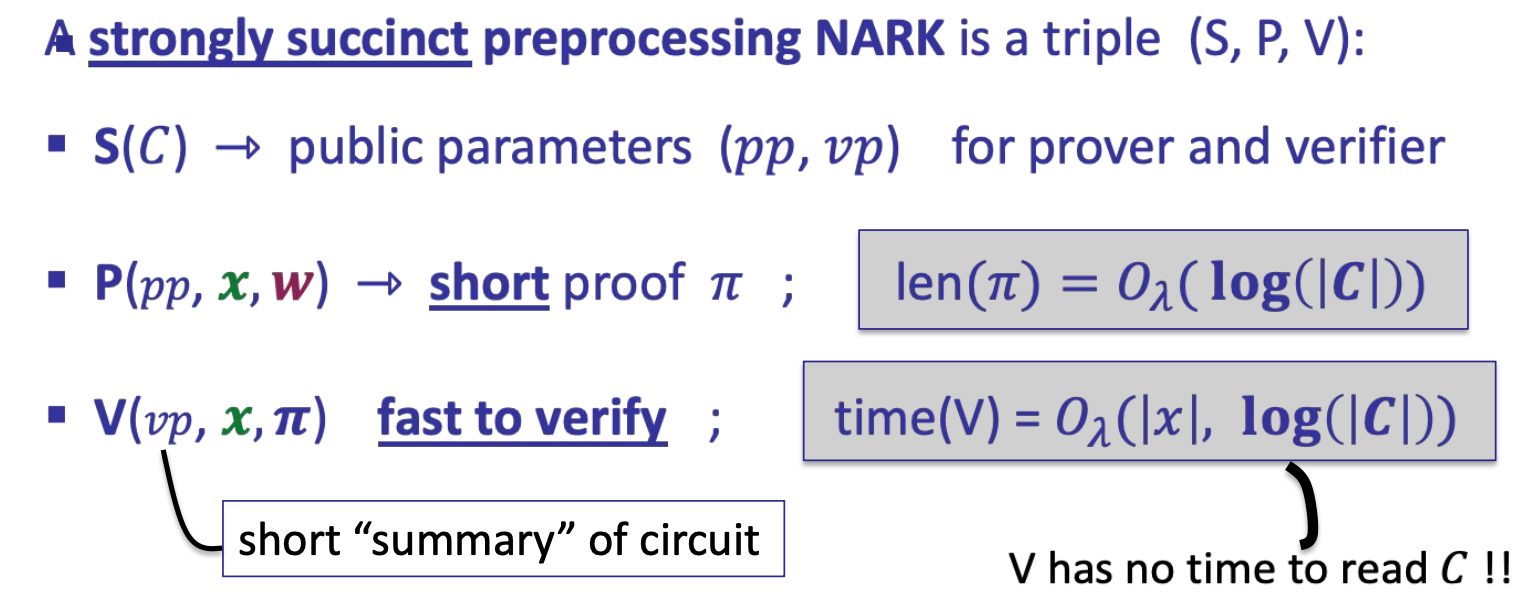 A strongly succinct preprocessing NARK is a triple (S, P, V):
▪ S(C) → public parameters (pp, vp) for prover and verifier
▪ P(pp, x, w) → short proof π ; len(π) = O_λ( log(|C|))
▪ V(vp, x, π) fast to verify ; time(V) = O_λ(|x|, log(|C|))
short “summary” of circuit
V has no time to read C !!